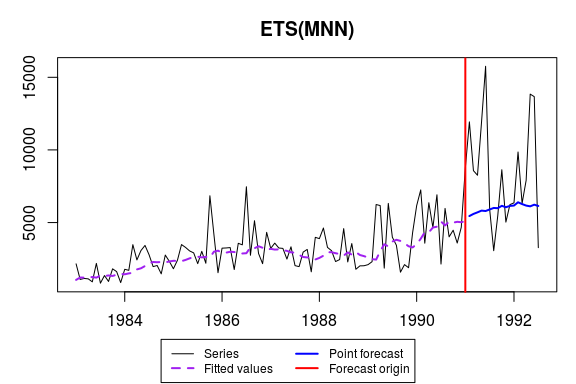 ETS(MNN)
15000
10000
5000
1984 1986 1988 1990 1992
Series Point forecast
Fitted values Forecast origin